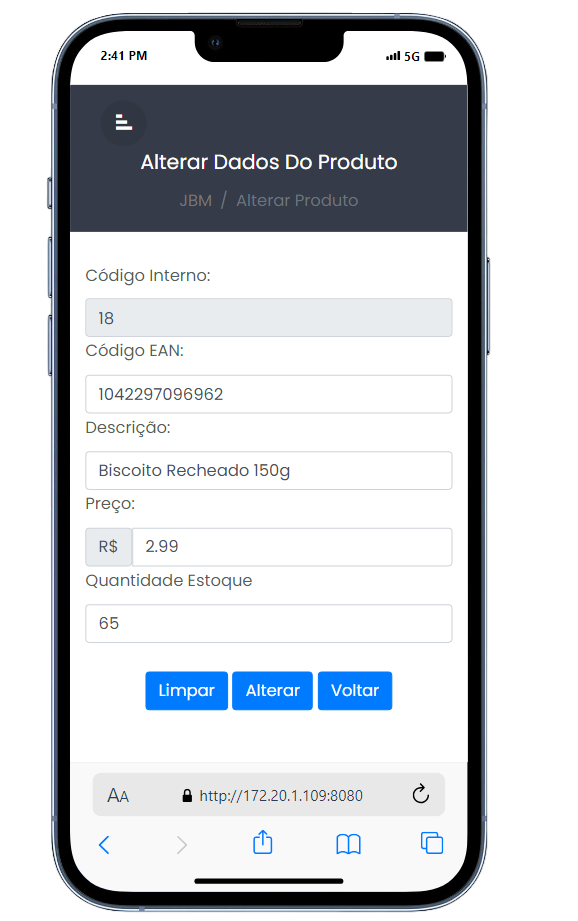 2:41 PM 5G
Alterar Dados Do Produto
JBM / Alterar Produto
Código Interno:
18
Código EAN:
1042297096962
Descrição:
Biscoito Recheado 150g
Preço:
R$ 2.99
Quantidade Estoque
65
Limpar Alterar Voltar
AA http://172.20.1.109:8080